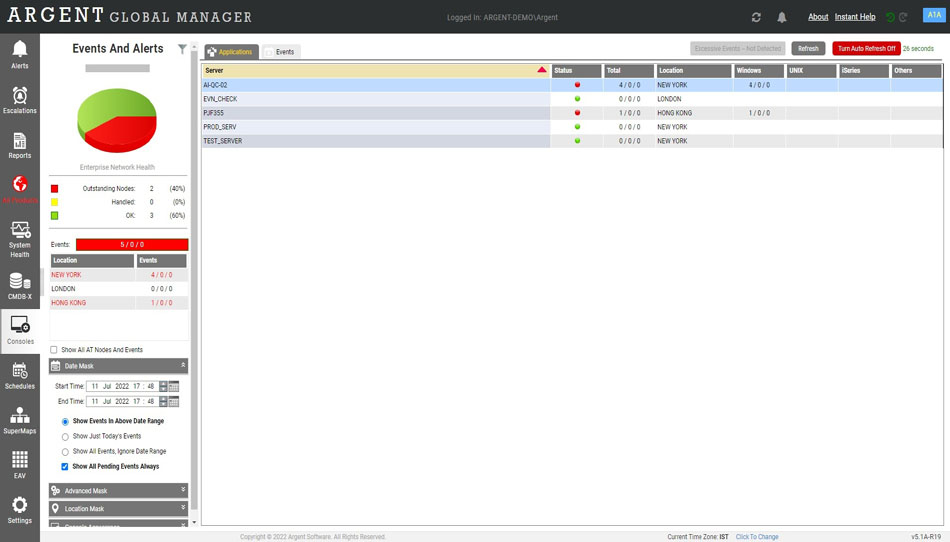 ARGENT GLOBAL MANAGER
Logged In: ARGENT-DEMO\Argent
About Instant Help
A1A
Alerts
Escalations
Reports
System
Health
CMDB-X
Consoles
Schedules
SuperMaps
EAV
Settings
Events And Alerts
Enterprise Network Health
Outstanding Nodes: 2 (40%)
Handled: 0 (0%)
OK: 3 (60%)
Events: 5 / 0 / 0
Location Events
NEW YORK 4 / 0 / 0
LONDON 0 / 0 / 0
HONG KONG 1 / 0 / 0
Show All AT Nodes And Events
Date Mask
Start Time: 11 Jul 2022 17 : 48
End Time: 11 Jul 2022 17 : 48
Show Events In Above Date Range
Show Just Today's Events
Show All Events, Ignore Date Range
Show All Pending Events Always
Advanced Mask
Location Mask
Applications Events
Excessive Events – Not Detected Refresh Turn Auto Refresh Off 26 seconds
Server Status Total Location Windows UNIX iSeries Others
AI-QC-02 4 / 0 / 0 NEW YORK 4 / 0 / 0
EVN_CHECK 0 / 0 / 0 LONDON
PJF355 1 / 0 / 0 HONG KONG 1 / 0 / 0
PROD_SERV 0 / 0 / 0 NEW YORK
TEST_SERVER 0 / 0 / 0 NEW YORK
Copyright © 2022 Argent Software. All Rights Reserved.
Current Time Zone: IST Click To Change
v5.1A-R19